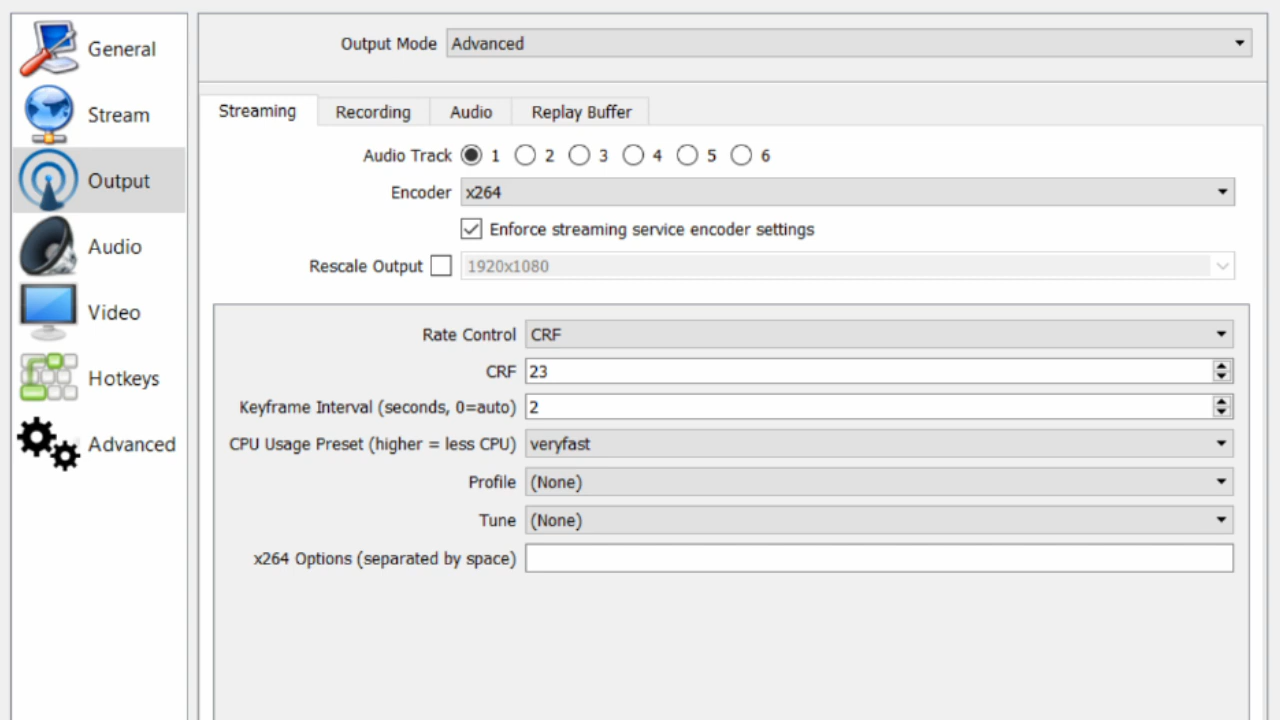 General
Stream
Output
Audio
Video
Hotkeys
Advanced
Output Mode Advanced
Streaming Recording Audio Replay Buffer
Audio Track 1 2 3 4 5 6
Encoder x264
Enforce streaming service encoder settings
Rescale Output 1920x1080
Rate Control CRF
CRF 23
Keyframe Interval (seconds, 0=auto) 2
CPU Usage Preset (higher = less CPU) veryfast
Profile (None)
Tune (None)
x264 Options (separated by space)